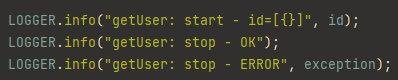 LOGGER.info("getUser: start - id=[{}]", id);
LOGGER.info("getUser: stop - OK");
LOGGER.info("getUser: stop - ERROR", exception);